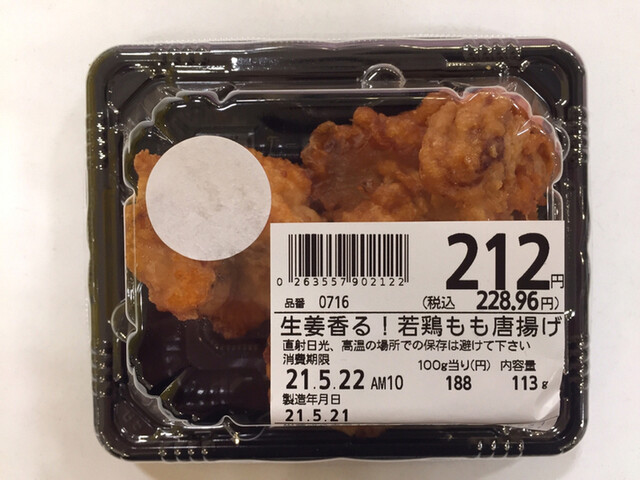 212円
0 263557 902122
品番 0716 (税込 228.96円)
生姜香る!若鶏もも唐揚げ
直射日光、高温の場所での保存は避けて下さい
消費期限 100g当り(円) 内容量
21.5.22 AM10 188 113g
製造年月日
21.5.21